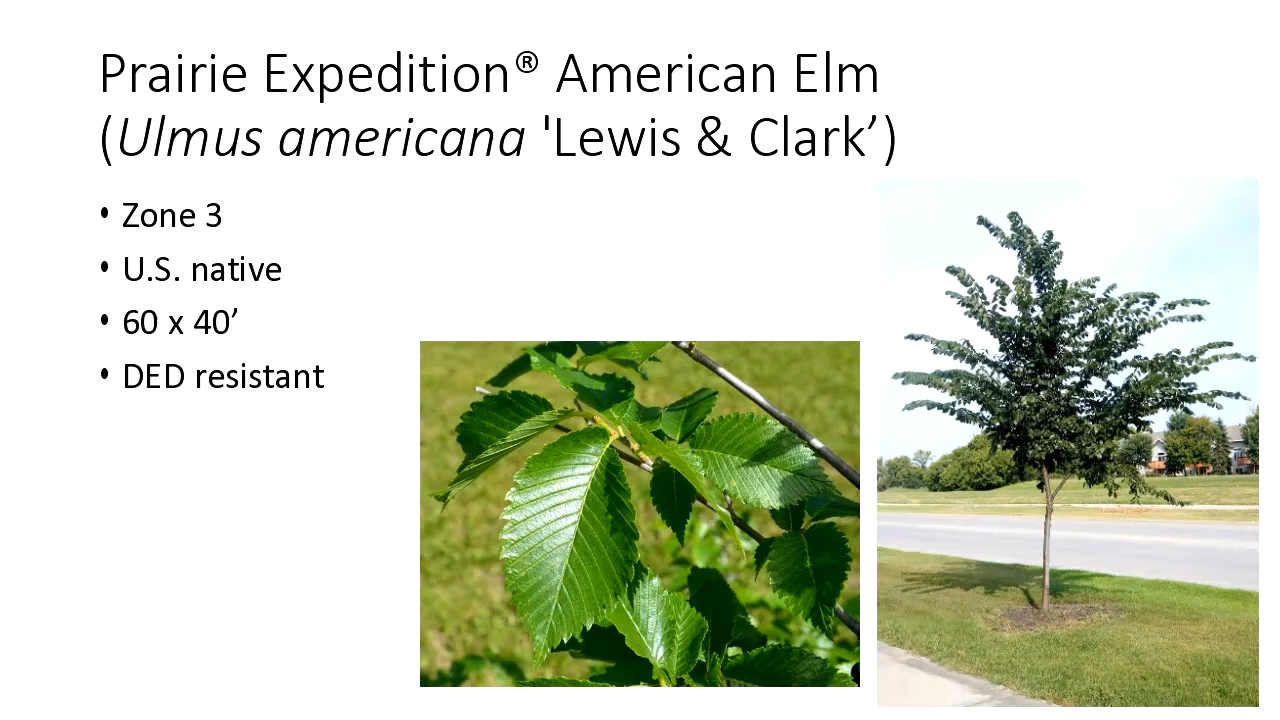 Prairie Expedition® American Elm
(Ulmus americana 'Lewis & Clark’)
• Zone 3
• U.S. native
• 60 x 40’
• DED resistant